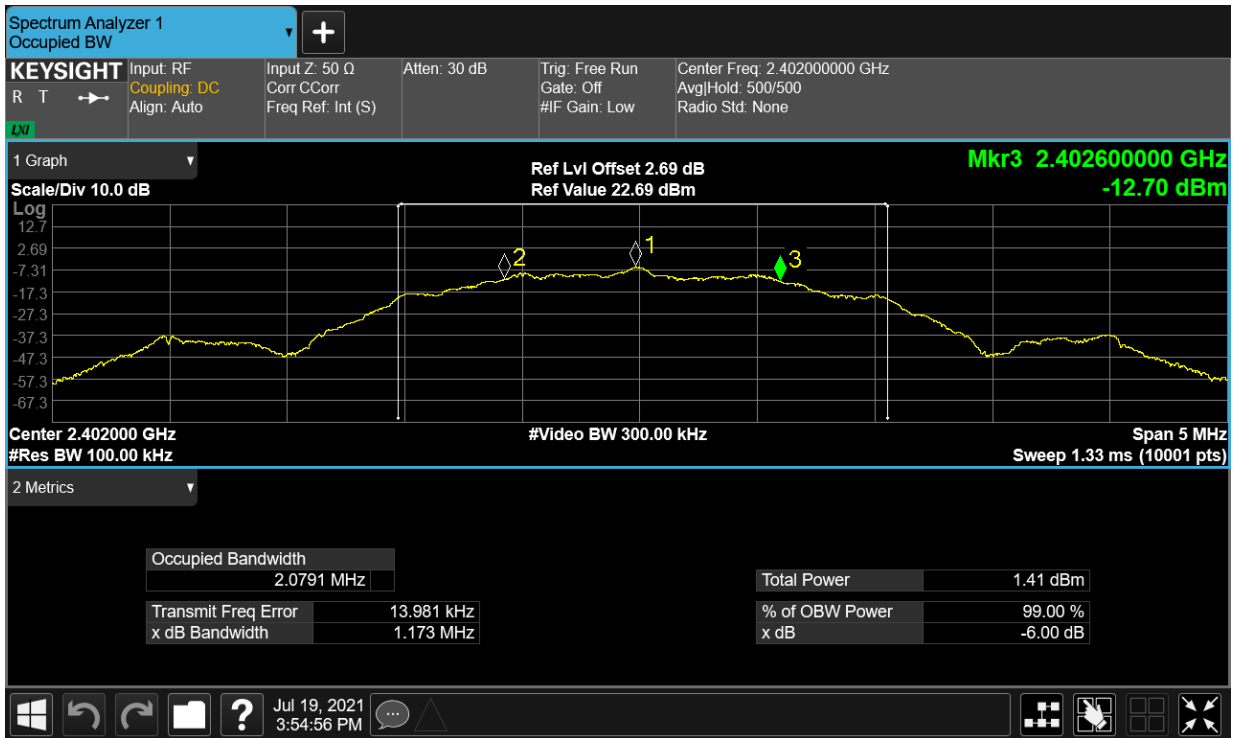 Spectrum Analyzer 1
Occupied BW
KEYSIGHT
R T
LXI
Input: RF
Coupling: DC
Align: Auto
Input Z: 50 Ω
Corr CCorr
Freq Ref: Int (S)
Atten: 30 dB
Trig: Free Run
Gate: Off
#IF Gain: Low
Center Freq: 2.402000000 GHz
Avg|Hold: 500/500
Radio Std: None
1 Graph
Scale/Div 10.0 dB
Ref Lvl Offset 2.69 dB
Ref Value 22.69 dBm
Mkr3 2.402600000 GHz
-12.70 dBm
Log
12.7
2.69
-7.31
-17.3
-27.3
-37.3
-47.3
-57.3
-67.3
2
1
3
Center 2.402000 GHz
#Video BW 300.00 kHz
Span 5 MHz
#Res BW 100.00 kHz
Sweep 1.33 ms (10001 pts)
2 Metrics
Occupied Bandwidth
2.0791 MHz
Transmit Freq Error 13.981 kHz
x dB Bandwidth 1.173 MHz
Total Power 1.41 dBm
% of OBW Power 99.00 %
x dB -6.00 dB
?
Jul 19, 2021
3:54:56 PM